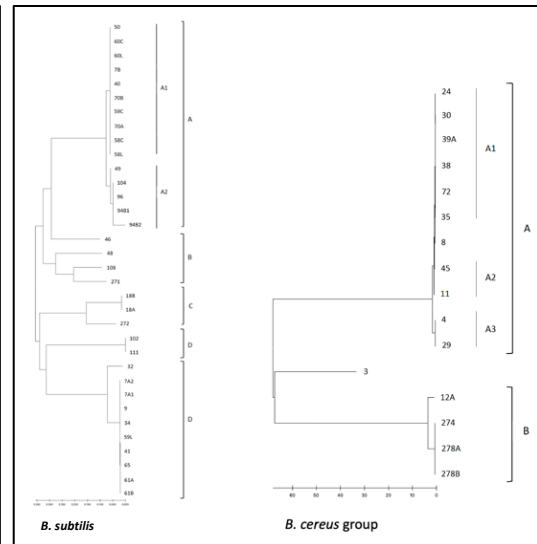 50
60C
60L
7B
40
70B
59C
70A
58C
58L
49
104
96
94B1
94B2
46
48
109
271
18B
18A
272
102
111
32
7A2
7A1
9
34
59L
41
65
61A
61B
A1
A2
A
B
C
D
D
B. subtilis
24
30
39A
38
72
35
8
45
11
4
29
3
12A
274
278A
278B
A1
A2
A3
A
B
60 50 40 30 20 10 0
B. cereus group